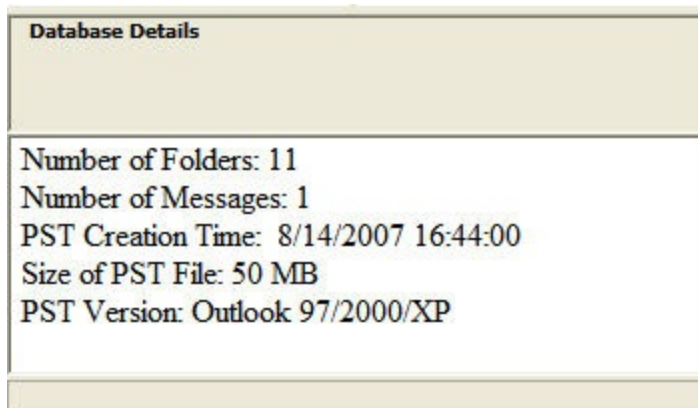 Database Details
Number of Folders: 11
Number of Messages: 1
PST Creation Time:  8/14/2007 16:44:00
Size of PST File: 50 MB
PST Version: Outlook 97/2000/XP